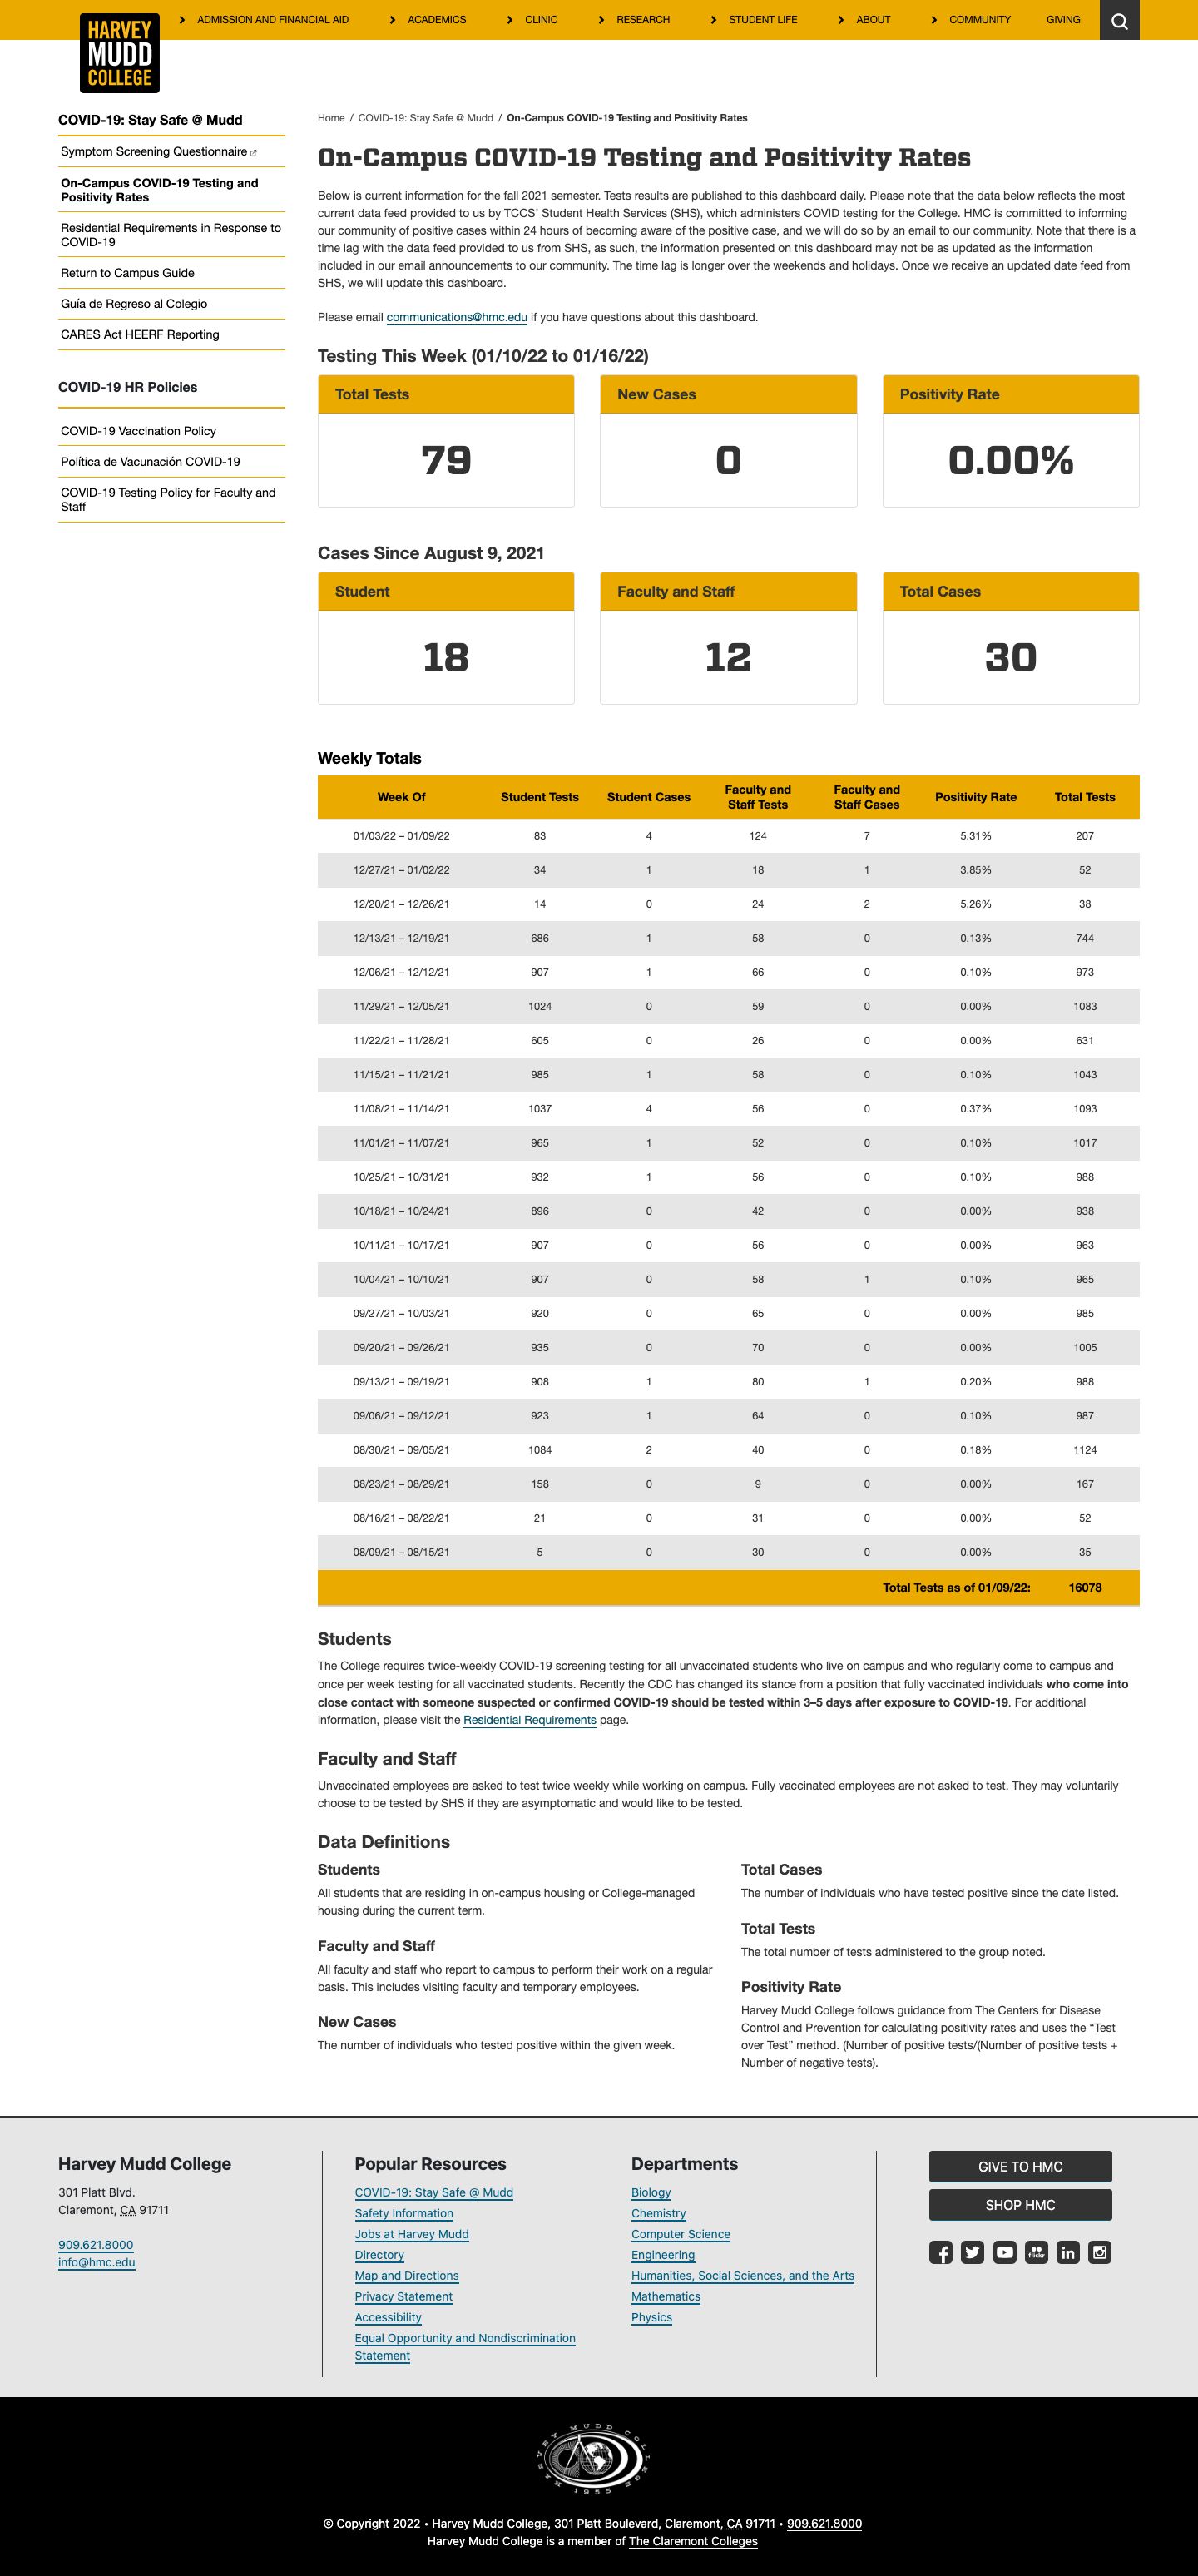 HARVEY
MUDD
COLLEGE
ADMISSION AND FINANCIAL AID
ACADEMICS
CLINIC
RESEARCH
STUDENT LIFE
ABOUT
COMMUNITY
GIVING
COVID-19: Stay Safe @ Mudd
Symptom Screening Questionnaire
On-Campus COVID-19 Testing and
Positivity Rates
Residential Requirements in Response to
COVID-19
Return to Campus Guide
Guía de Regreso al Colegio
CARES Act HEERF Reporting
COVID-19 HR Policies
COVID-19 Vaccination Policy
Política de Vacunación COVID-19
COVID-19 Testing Policy for Faculty and
Staff
Home / COVID-19: Stay Safe @ Mudd / On-Campus COVID-19 Testing and Positivity Rates
On-Campus COVID-19 Testing and Positivity Rates
Below is current information for the fall 2021 semester. Tests results are published to this dashboard daily. Please note that the data below reflects the most
current data feed provided to us by TCCS' Student Health Services (SHS), which administers COVID testing for the College. HMC is committed to informing
our community of positive cases within 24 hours of becoming aware of the positive case, and we will do so by an email to our community. Note that there is a
time lag with the data feed provided to us from SHS, as such, the information presented on this dashboard may not be as updated as the information
included in our email announcements to our community. The time lag is longer over the weekends and holidays. Once we receive an updated date feed from
SHS, we will update this dashboard.
Please email communications@hmc.edu if you have questions about this dashboard.
Testing This Week (01/10/22 to 01/16/22)
Total Tests
79
New Cases
0
Positivity Rate
0.00%
Cases Since August 9, 2021
Student
18
Faculty and Staff
12
Total Cases
30
Weekly Totals
Week Of Student Tests Student Cases Faculty and Staff Tests Faculty and Staff Cases Positivity Rate Total Tests
01/03/22 – 01/09/22 83 4 124 7 5.31% 207
12/27/21 – 01/02/22 34 1 18 1 3.85% 52
12/20/21 – 12/26/21 14 0 24 2 5.26% 38
12/13/21 – 12/19/21 686 1 58 0 0.13% 744
12/06/21 – 12/12/21 907 1 66 0 0.10% 973
11/29/21 – 12/05/21 1024 0 59 0 0.00% 1083
11/22/21 – 11/28/21 605 0 26 0 0.00% 631
11/15/21 – 11/21/21 985 1 58 0 0.10% 1043
11/08/21 – 11/14/21 1037 4 56 0 0.37% 1093
11/01/21 – 11/07/21 965 1 52 0 0.10% 1017
10/25/21 – 10/31/21 932 1 56 0 0.10% 988
10/18/21 – 10/24/21 896 0 42 0 0.00% 938
10/11/21 – 10/17/21 907 0 56 0 0.00% 963
10/04/21 – 10/10/21 907 0 58 1 0.10% 965
09/27/21 – 10/03/21 920 0 65 0 0.00% 985
09/20/21 – 09/26/21 935 0 70 0 0.00% 1005
09/13/21 – 09/19/21 908 1 80 1 0.20% 988
09/06/21 – 09/12/21 923 1 64 0 0.10% 987
08/30/21 – 09/05/21 1084 2 40 0 0.18% 1124
08/23/21 – 08/29/21 158 0 9 0 0.00% 167
08/16/21 – 08/22/21 21 0 31 0 0.00% 52
08/09/21 – 08/15/21 5 0 30 0 0.00% 35
Total Tests as of 01/09/22: 16078
Students
The College requires twice-weekly COVID-19 screening testing for all unvaccinated students who live on campus and who regularly come to campus and
once per week testing for all vaccinated students. Recently the CDC has changed its stance from a position that fully vaccinated individuals who come into
close contact with someone suspected or confirmed COVID-19 should be tested within 3–5 days after exposure to COVID-19. For additional
information, please visit the Residential Requirements page.
Faculty and Staff
Unvaccinated employees are asked to test twice weekly while working on campus. Fully vaccinated employees are not asked to test. They may voluntarily
choose to be tested by SHS if they are asymptomatic and would like to be tested.
Data Definitions
Students
All students that are residing in on-campus housing or College-managed
housing during the current term.
Faculty and Staff
All faculty and staff who report to campus to perform their work on a regular
basis. This includes visiting faculty and temporary employees.
New Cases
The number of individuals who tested positive within the given week.
Total Cases
The number of individuals who have tested positive since the date listed.
Total Tests
The total number of tests administered to the group noted.
Positivity Rate
Harvey Mudd College follows guidance from The Centers for Disease
Control and Prevention for calculating positivity rates and uses the “Test
over Test” method. (Number of positive tests/(Number of positive tests +
Number of negative tests).
Harvey Mudd College
301 Platt Blvd.
Claremont, CA 91711
909.621.8000
info@hmc.edu
Popular Resources
COVID-19: Stay Safe @ Mudd
Safety Information
Jobs at Harvey Mudd
Directory
Map and Directions
Privacy Statement
Accessibility
Equal Opportunity and Nondiscrimination
Statement
Departments
Biology
Chemistry
Computer Science
Engineering
Humanities, Social Sciences, and the Arts
Mathematics
Physics
GIVE TO HMC
SHOP HMC
flickr
in
HARVEY MUDD COLLEGE
1955
© Copyright 2022 • Harvey Mudd College, 301 Platt Boulevard, Claremont, CA 91711 • 909.621.8000
Harvey Mudd College is a member of The Claremont Colleges